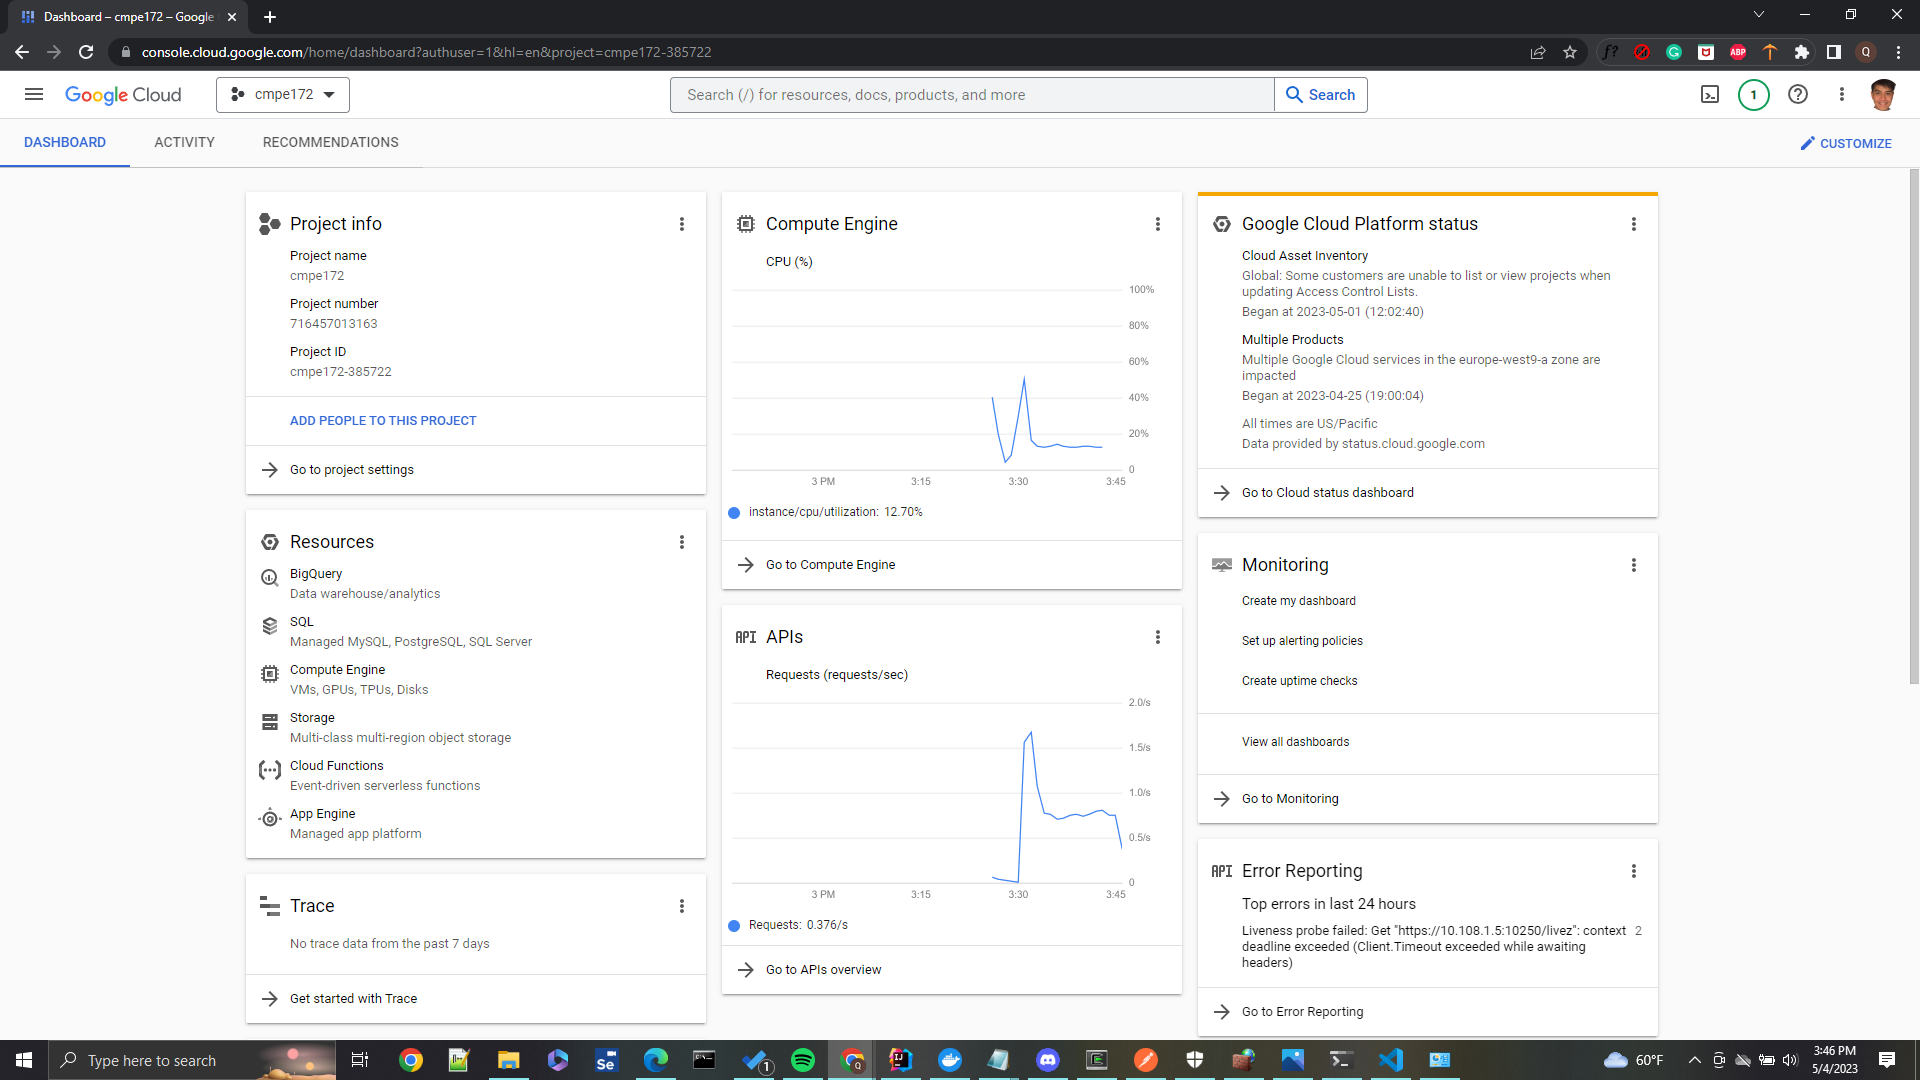 Dashboard – cmpe172 – Google
console.cloud.google.com/home/dashboard?authuser=1&hl=en&project=cmpe172-385722
f?
ABP
Q
Google Cloud
cmpe172
Search (/) for resources, docs, products, and more
Search
1
DASHBOARD
ACTIVITY
RECOMMENDATIONS
CUSTOMIZE
Project info
Project name
cmpe172
Project number
716457013163
Project ID
cmpe172-385722
ADD PEOPLE TO THIS PROJECT
Go to project settings
Resources
BigQuery
Data warehouse/analytics
SQL
Managed MySQL, PostgreSQL, SQL Server
Compute Engine
VMs, GPUs, TPUs, Disks
Storage
Multi-class multi-region object storage
Cloud Functions
Event-driven serverless functions
App Engine
Managed app platform
Trace
No trace data from the past 7 days
Get started with Trace
Compute Engine
CPU (%)
100%
80%
60%
40%
20%
0
3 PM
3:15
3:30
3:45
instance/cpu/utilization: 12.70%
Go to Compute Engine
API APIs
Requests (requests/sec)
2.0/s
1.5/s
1.0/s
0.5/s
0
3 PM
3:15
3:30
3:45
Requests: 0.376/s
Go to APIs overview
Google Cloud Platform status
Cloud Asset Inventory
Global: Some customers are unable to list or view projects when
updating Access Control Lists.
Began at 2023-05-01 (12:02:40)
Multiple Products
Multiple Google Cloud services in the europe-west9-a zone are
impacted
Began at 2023-04-25 (19:00:04)
All times are US/Pacific
Data provided by status.cloud.google.com
Go to Cloud status dashboard
Monitoring
Create my dashboard
Set up alerting policies
Create uptime checks
View all dashboards
Go to Monitoring
API Error Reporting
Top errors in last 24 hours
Liveness probe failed: Get "https://10.108.1.5:10250/livez": context 2
deadline exceeded (Client.Timeout exceeded while awaiting
headers)
Go to Error Reporting
Type here to search
Se
1
Q
IJ
60°F
3:46 PM
5/4/2023